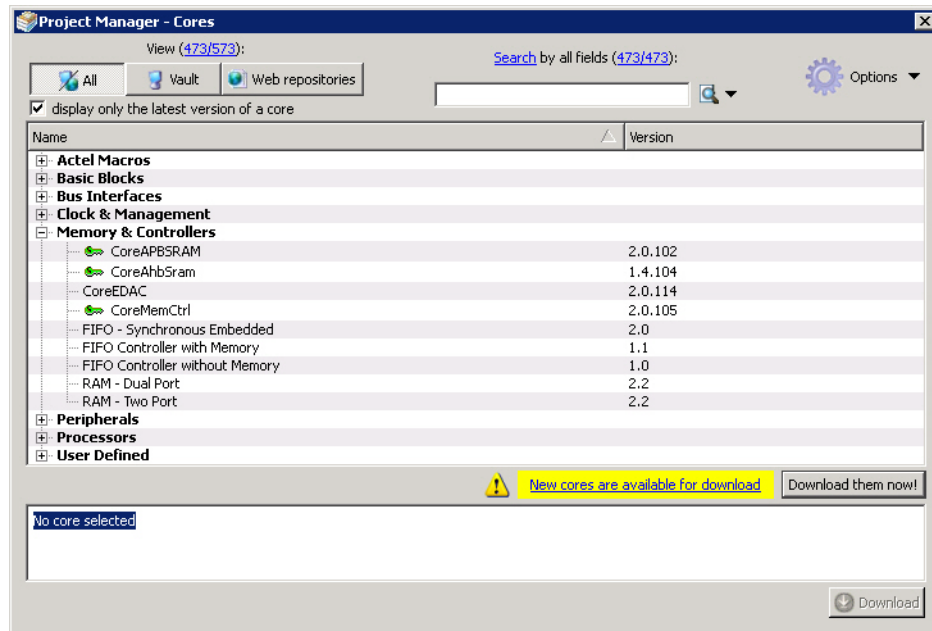 Project Manager - Cores
View (473/573):
Search by all fields (473/473):
All Vault Web repositories
Options
display only the latest version of a core
Name Version
Actel Macros
Basic Blocks
Bus Interfaces
Clock & Management
Memory & Controllers
CoreAPBSRAM 2.0.102
CoreAhbSram 1.4.104
CoreEDAC 2.0.114
CoreMemCtrl 2.0.105
FIFO - Synchronous Embedded 2.0
FIFO Controller with Memory 1.1
FIFO Controller without Memory 1.0
RAM - Dual Port 2.2
RAM - Two Port 2.2
Peripherals
Processors
User Defined
New cores are available for download Download them now!
No core selected
Download